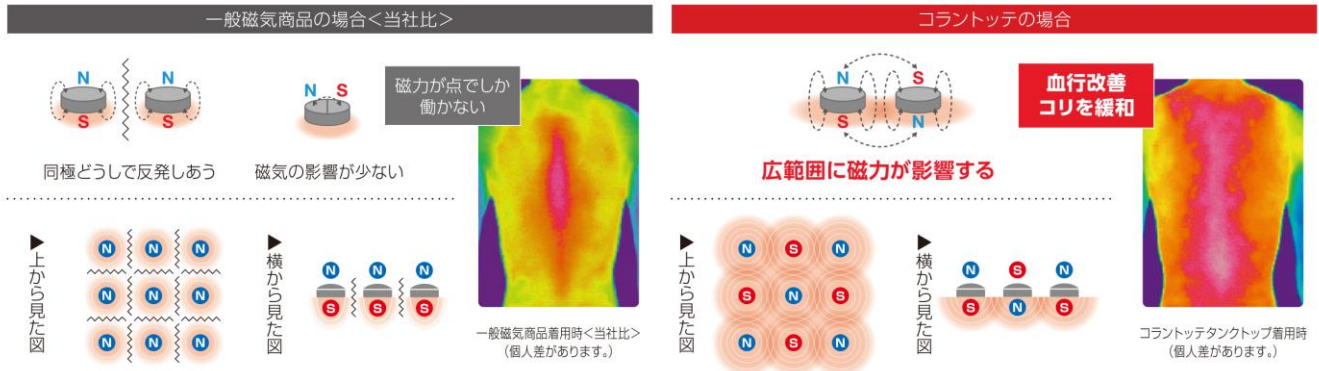 一般磁気商品の場合<当社比>
N
N
S
S
N S
磁力が点でしか
働かない
同極どうしで反発しあう
磁気の影響が少ない
▶上から見た図
N N N
N N N
N N N
▶横から見た図
N N N
S S S
一般磁気商品着用時<当社比>
(個人差があります。)
コラントッテの場合
N S
S N
血行改善
コリを緩和
広範囲に磁力が影響する
▶上から見た図
N S N
S N S
N S N
▶横から見た図
N S N
S N S
コラントッテタンクトップ着用時
(個人差があります。)